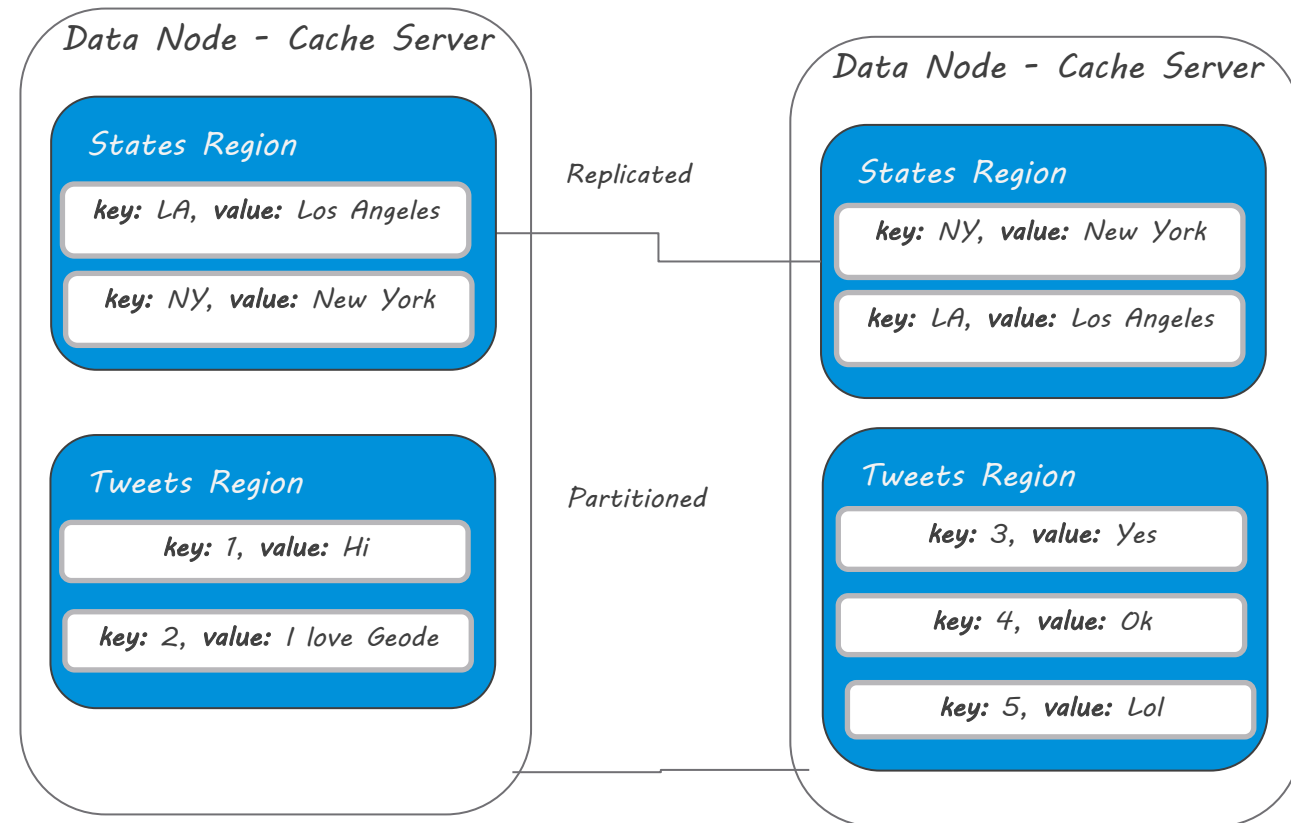 Data Node - Cache Server
States Region
key: LA, value: Los Angeles
key: NY, value: New York
Tweets Region
key: 1, value: Hi
key: 2, value: I love Geode
Replicated
Partitioned
Data Node - Cache Server
States Region
key: NY, value: New York
key: LA, value: Los Angeles
Tweets Region
key: 3, value: Yes
key: 4, value: Ok
key: 5, value: Lol